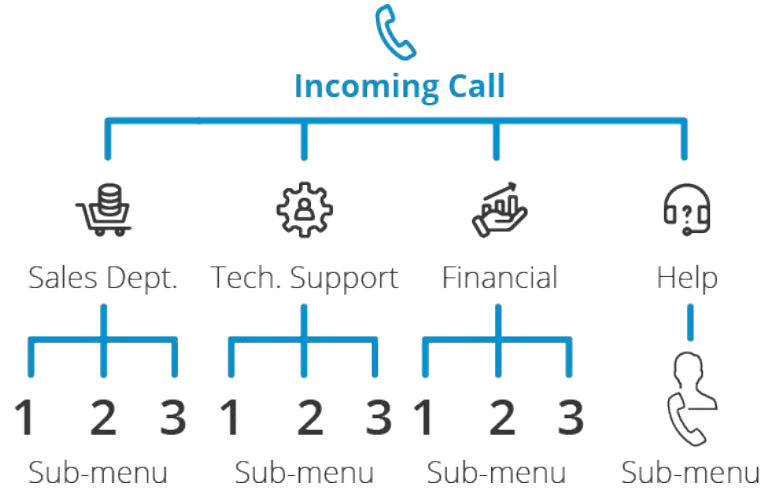 Incoming Call
Sales Dept. Tech. Support Financial Help
?
1 2 3 1 2 3 1 2 3
Sub-menu Sub-menu Sub-menu Sub-menu